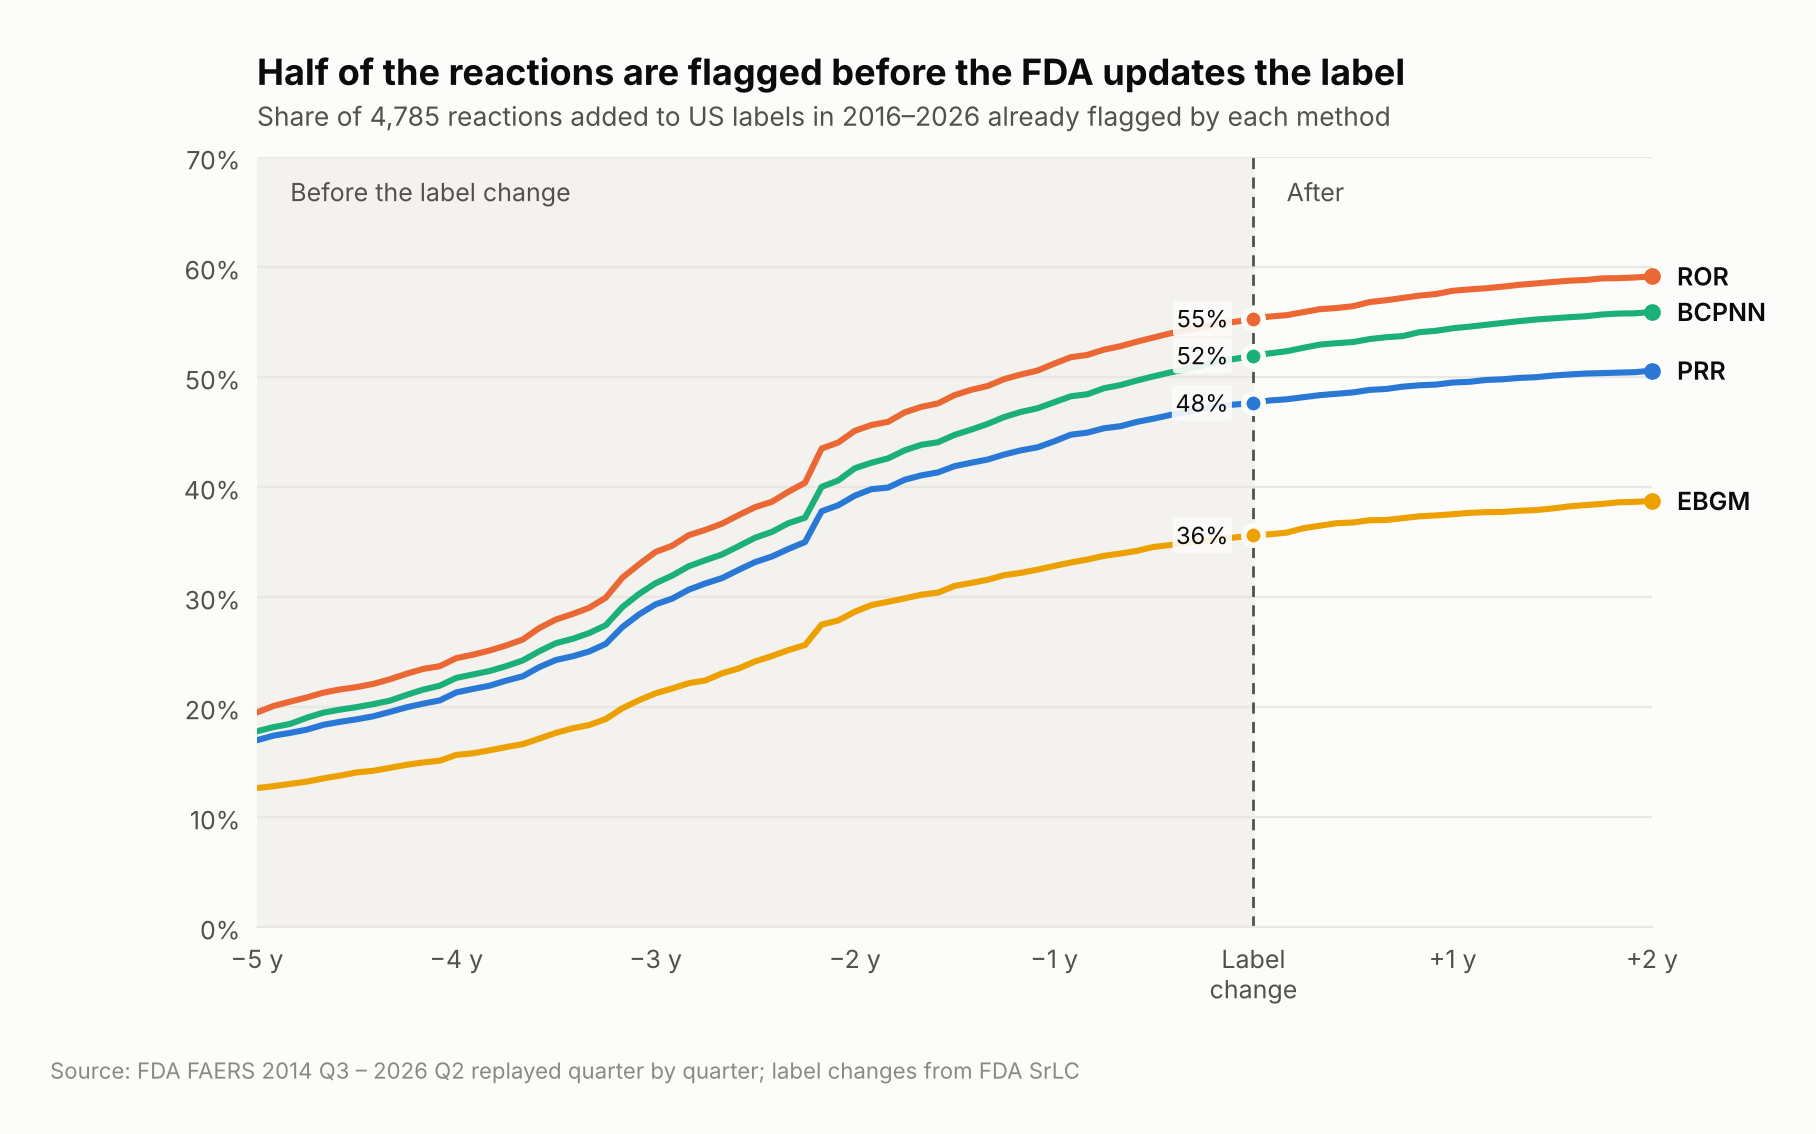 Half of the reactions are flagged before the FDA updates the label
Share of 4,785 reactions added to US labels in 2016–2026 already flagged by each method
70%
Before the label change
After
60%
ROR
55%
BCPNN
52%
50%
PRR
48%
40%
EBGM
36%
30%
20%
10%
0%
−5 y
−4 y
−3 y
−2 y
−1 y
Label
change
+1 y
+2 y
Source: FDA FAERS 2014 Q3 – 2026 Q2 replayed quarter by quarter; label changes from FDA SrLC